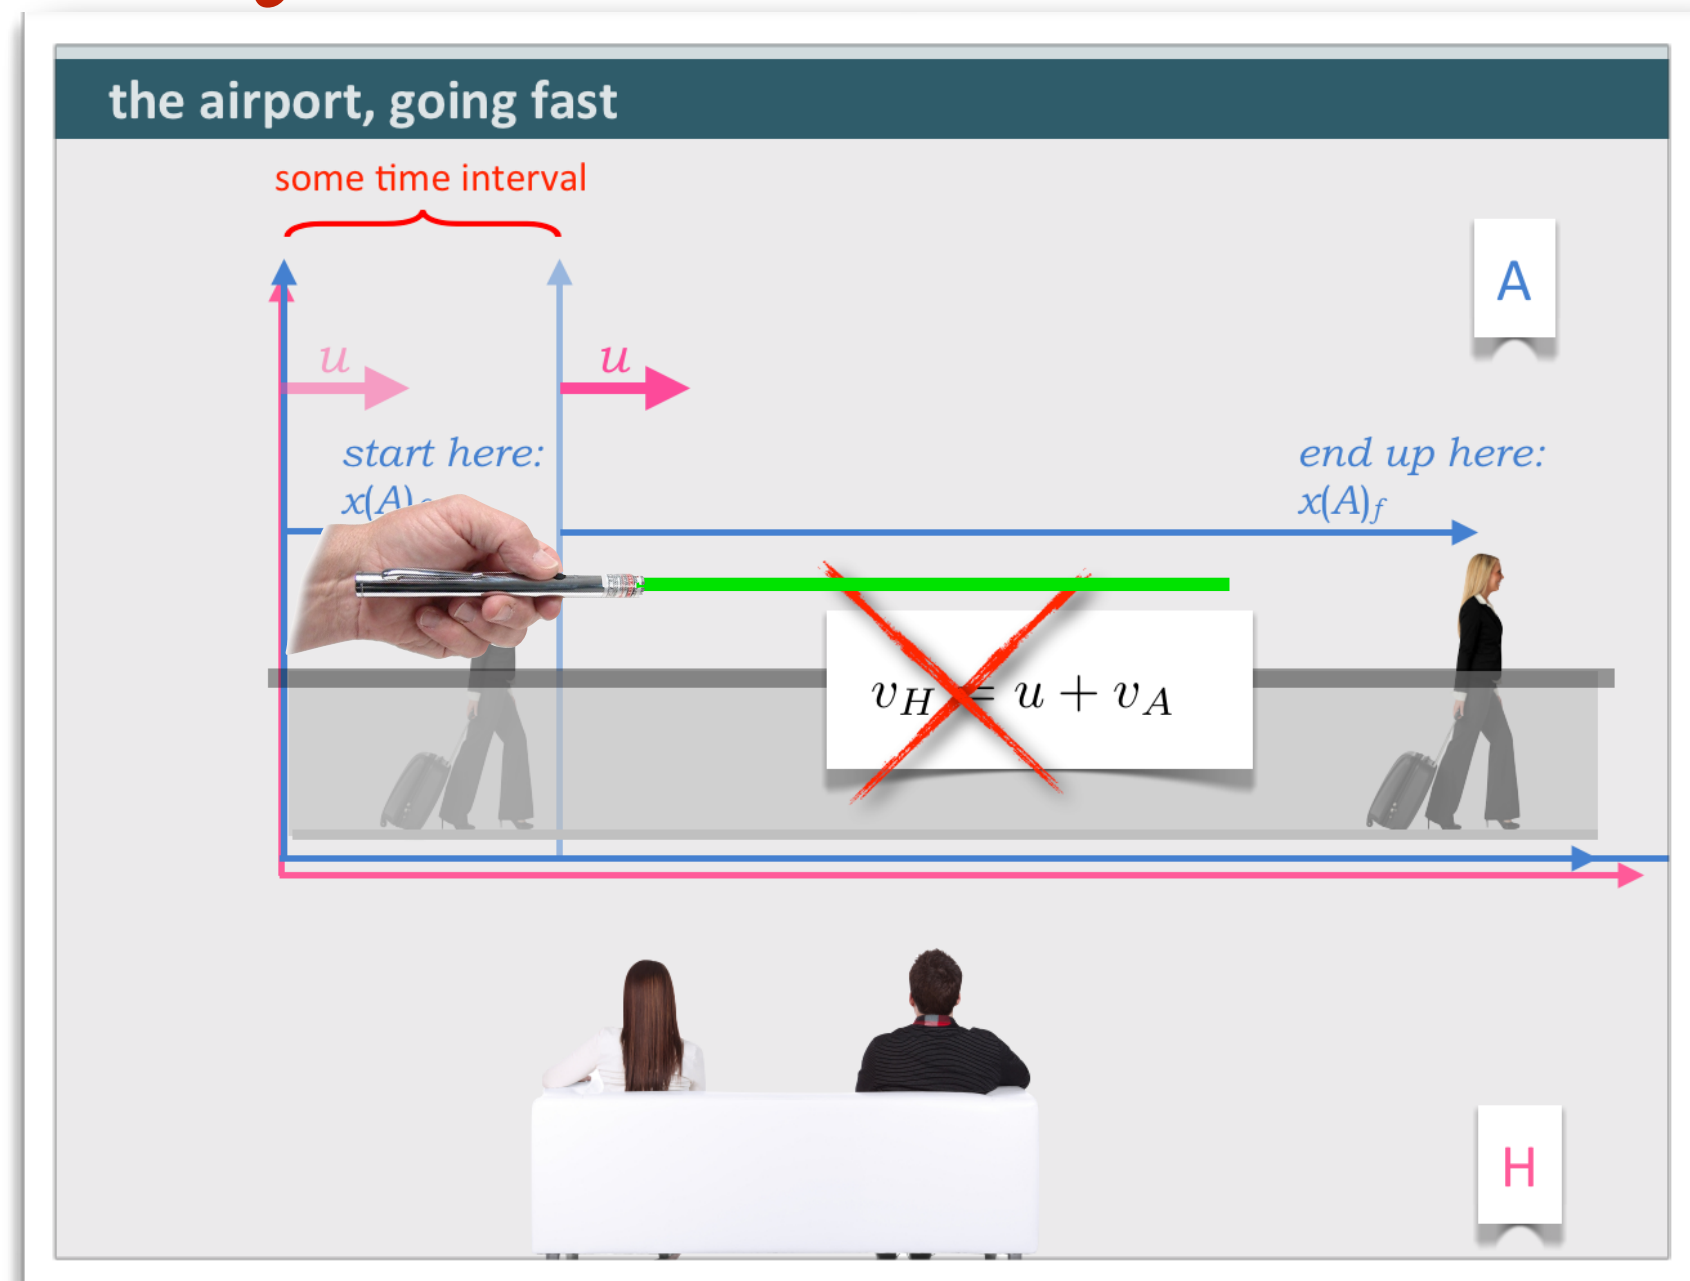 the airport, going fast
some time interval
A
u
u
start here:
end up here:
x(A)
x(A)f
vH = u + vA
H